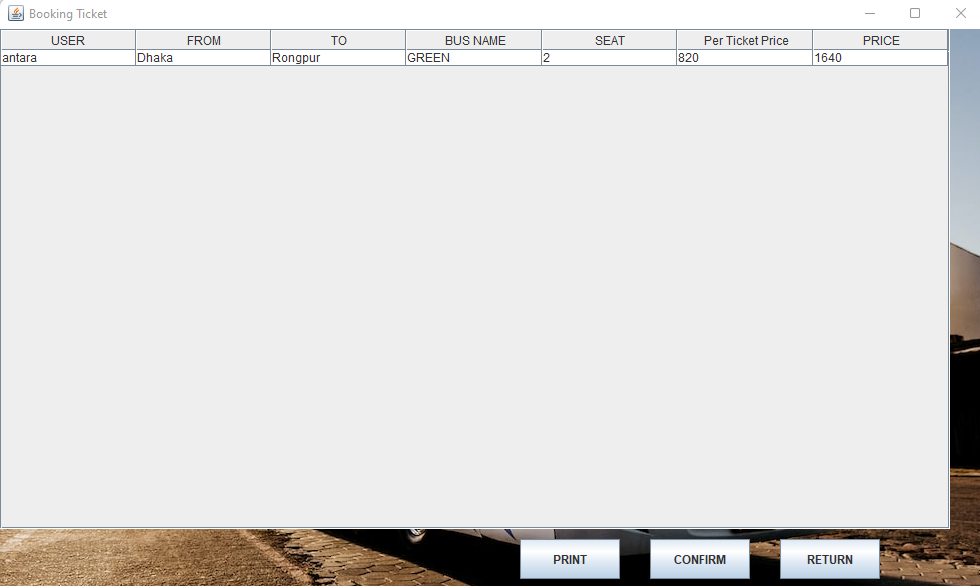 Booking Ticket
USER FROM TO BUS NAME SEAT Per Ticket Price PRICE
antara Dhaka Rongpur GREEN 2 820 1640
PRINT CONFIRM RETURN